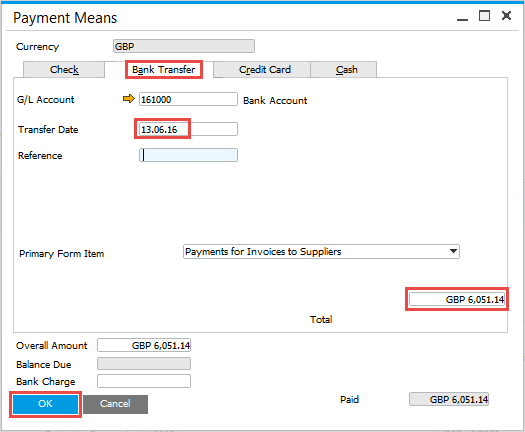 Payment Means
Currency GBP
Check Bank Transfer Credit Card Cash
G/L Account 161000 Bank Account
Transfer Date 13.06.16
Reference
Primary Form Item Payments for Invoices to Suppliers
GBP 6,051.14
Total
Overall Amount GBP 6,051.14
Balance Due
Bank Charge
OK Cancel Paid GBP 6,051.14